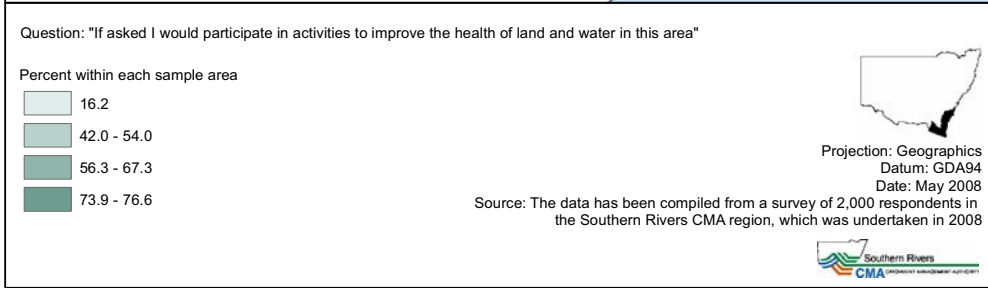 Question: "If asked I would participate in activities to improve the health of land and water in this area"
Percent within each sample area
16.2
42.0 - 54.0
56.3 - 67.3
73.9 - 76.6
Projection: Geographics
Datum: GDA94
Date: May 2008
Source: The data has been compiled from a survey of 2,000 respondents in
the Southern Rivers CMA region, which was undertaken in 2008
Southern Rivers
CMA CATCHMENT MANAGEMENT AUTHORITY